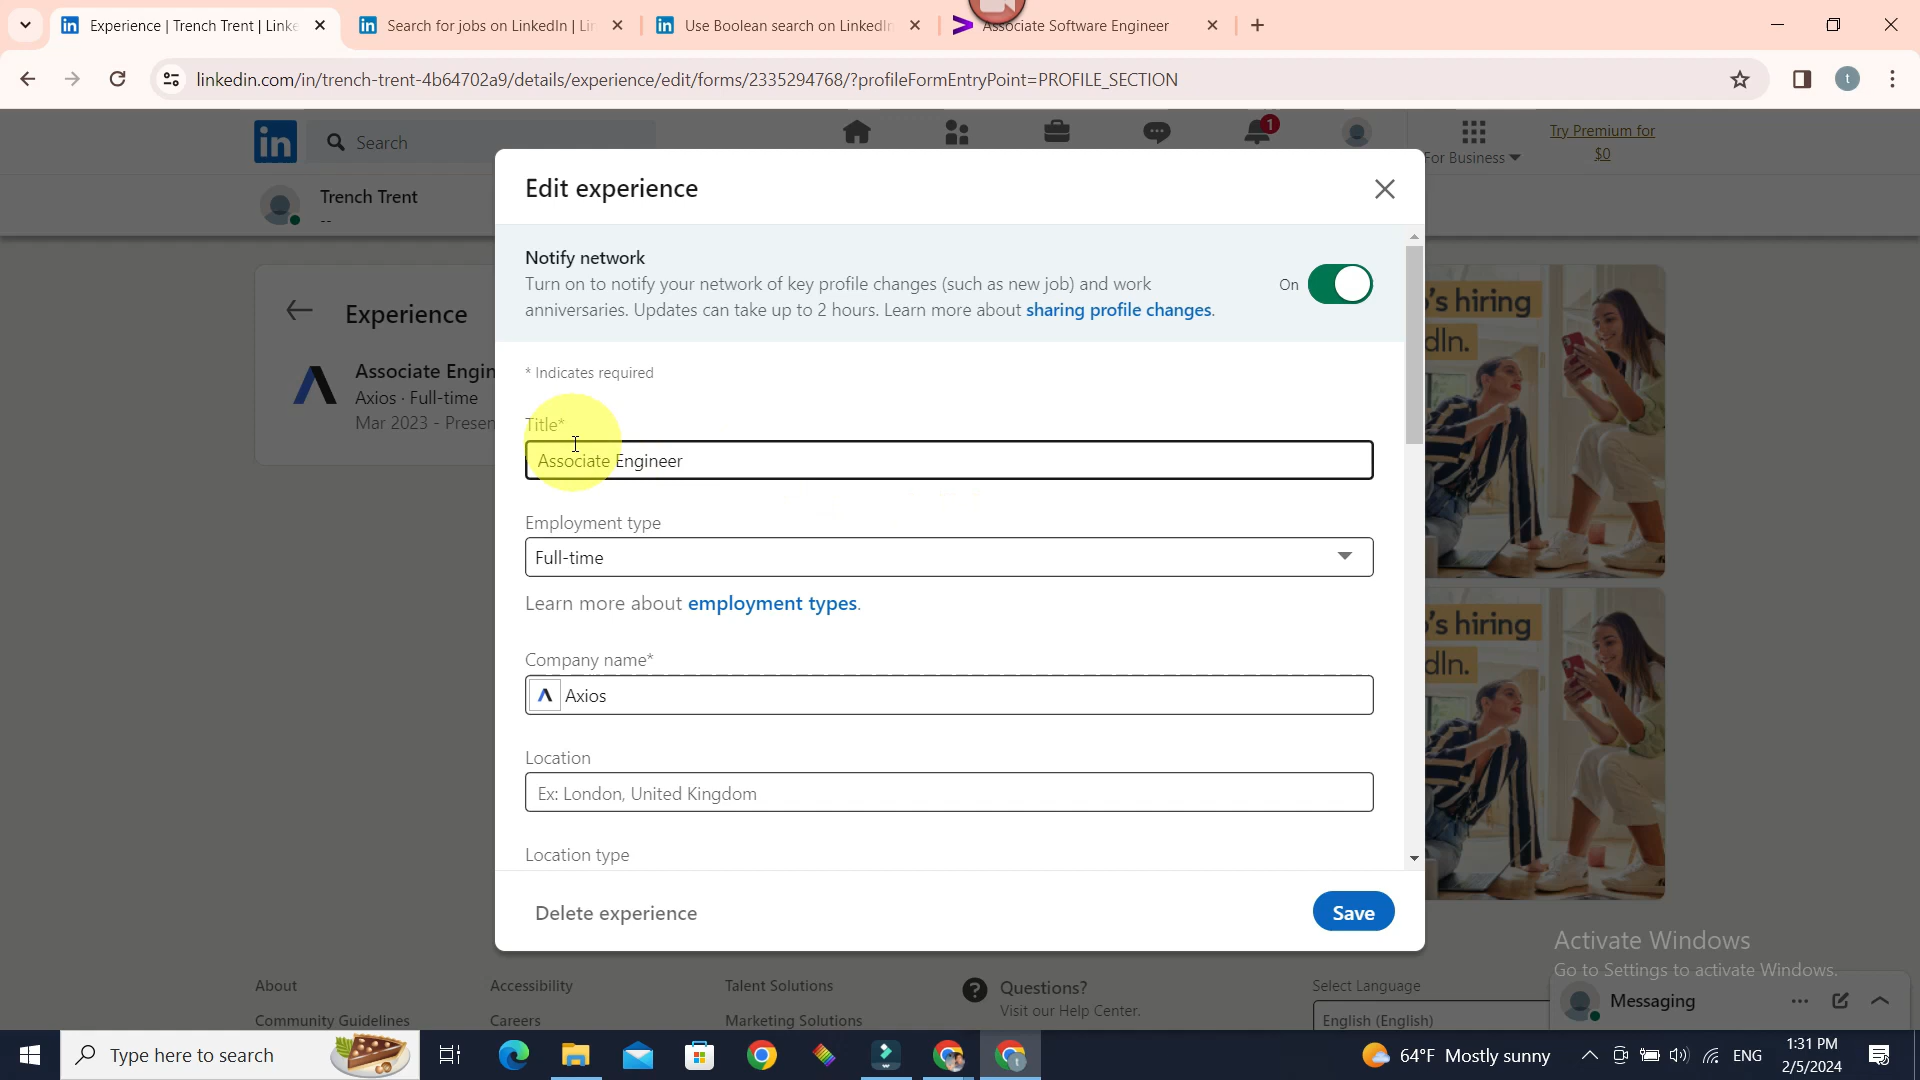 Experience | Trench Trent | Linke
Search for jobs on LinkedIn | Lin
Use Boolean search on LinkedIn
Associate Software Engineer
linkedin.com/in/trench-trent-4b64702a9/details/experience/edit/forms/2335294768/?profileFormEntryPoint=PROFILE_SECTION
t
in
Search
1
For Business
Try Premium for
$0
Trench Trent
--
Edit experience
Notify network
Turn on to notify your network of key profile changes (such as new job) and work
anniversaries. Updates can take up to 2 hours. Learn more about sharing profile changes.
On
Experience
Associate Engin
Axios · Full-time
Mar 2023 - Presen
* Indicates required
Title*
Associate Engineer
Employment type
Full-time
Learn more about employment types.
Company name*
Axios
Location
Ex: London, United Kingdom
Location type
Delete experience
Save
's hiring
dIn.
's hiring
dIn.
Activate Windows
Go to Settings to activate Windows.
About
Accessibility
Talent Solutions
Questions?
Visit our Help Center.
Select Language
English (English)
Community Guidelines
Careers
Marketing Solutions
Messaging
Type here to search
64°F Mostly sunny
ENG
1:31 PM
2/5/2024